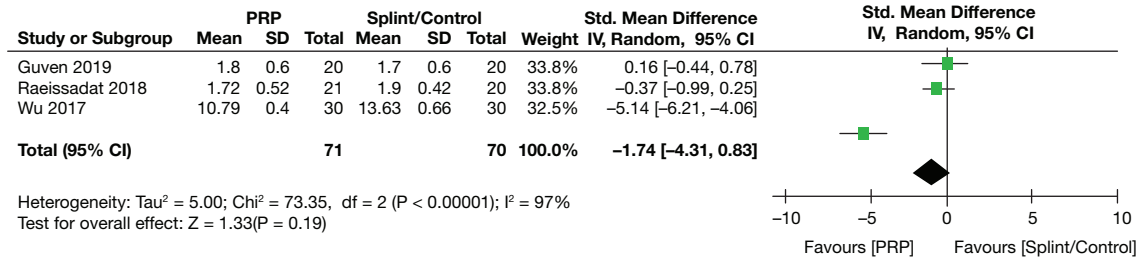 PRP Splint/Control Std. Mean Difference Std. Mean Difference
Study or Subgroup Mean SD Total Mean SD Total Weight IV, Random, 95% CI IV, Random, 95% CI
Guven 2019 1.8 0.6 20 1.7 0.6 20 33.8% 0.16 [–0.44, 0.78]
Raeissadat 2018 1.72 0.52 21 1.9 0.42 20 33.8% –0.37 [–0.99, 0.25]
Wu 2017 10.79 0.4 30 13.63 0.66 30 32.5% –5.14 [–6.21, –4.06]
Total (95% CI) 71 70 100.0% –1.74 [–4.31, 0.83]
Heterogeneity: Tau² = 5.00; Chi² = 73.35, df = 2 (P < 0.00001); I² = 97%
Test for overall effect: Z = 1.33(P = 0.19)
–10 –5 0 5 10
Favours [PRP] Favours [Splint/Control]